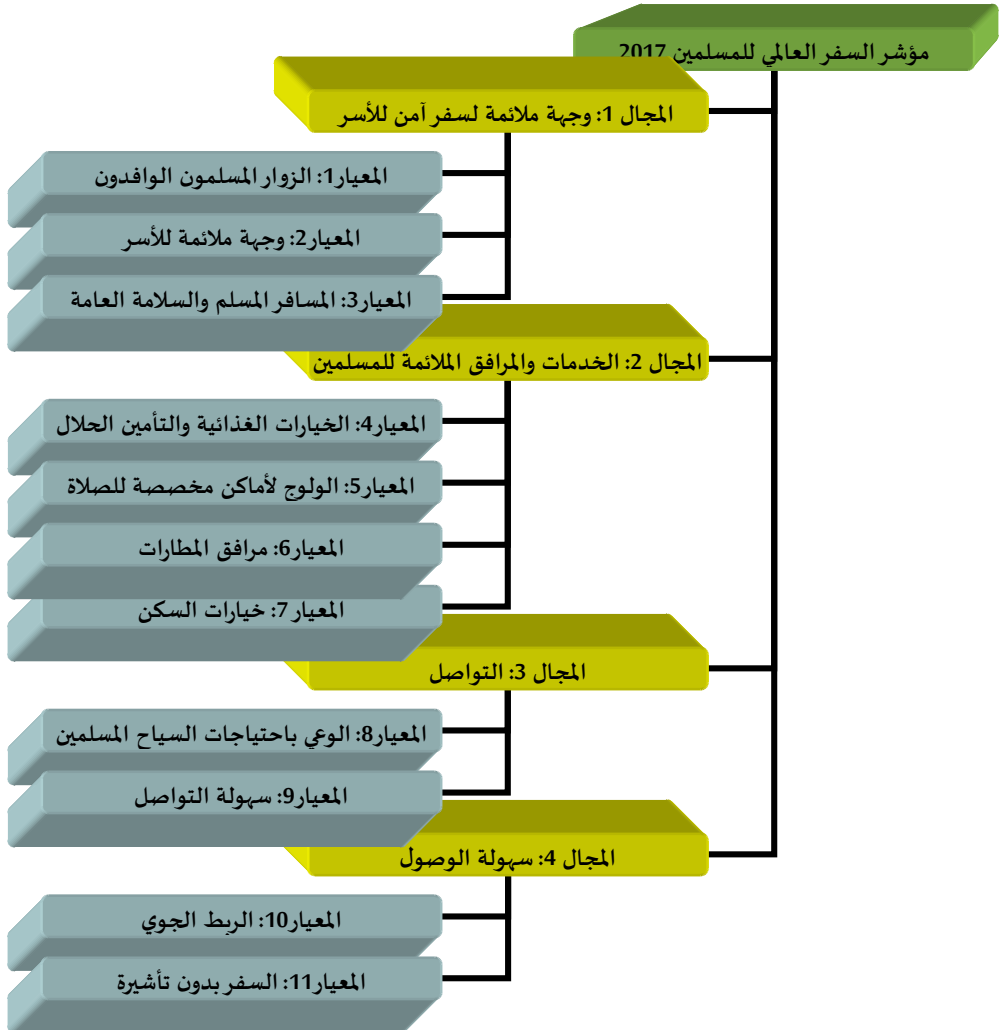 مؤشر السفر العالمي للمسلمين 2017
المجال 1: وجهة ملائمة لسفر آمن للأسر
المعيار1: الزوار المسلمون الوافدون
المعيار2: وجهة ملائمة للأسر
المعيار3: المسافر المسلم والسلامة العامة
المجال 2: الخدمات والمرافق الملائمة للمسلمين
المعيار4: الخيارات الغذائية والتأمين الحلال
المعيار5: الولوج لأماكن مخصصة للصلاة
المعيار6: مرافق المطارات
المعيار7: خيارات السكن
المجال 3: التواصل
المعيار8: الوعي باحتياجات السياح المسلمين
المعيار9: سهولة التواصل
المجال 4: سهولة الوصول
المعيار10: الربط الجوي
المعيار11: السفر بدون تأشيرة